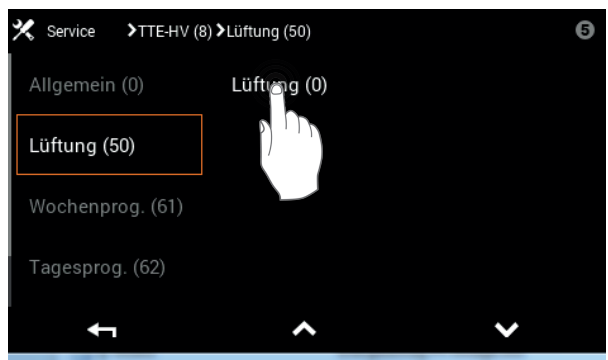 Service >TTE-HV (8) >Lüftung (50) 5
Allgemein (0) Lüftung (0)
Lüftung (50)
Wochenprog. (61)
Tagesprog. (62)